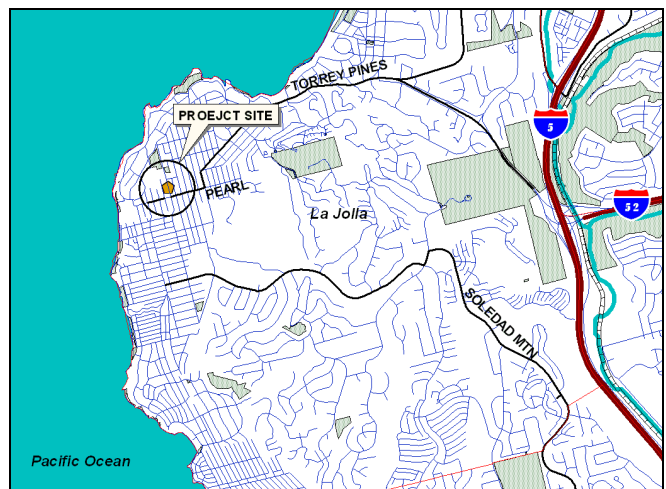 TORREY PINES
PROEJCT SITE
5
PEARL
52
La Jolla
SOLEDAD MTN
Pacific Ocean